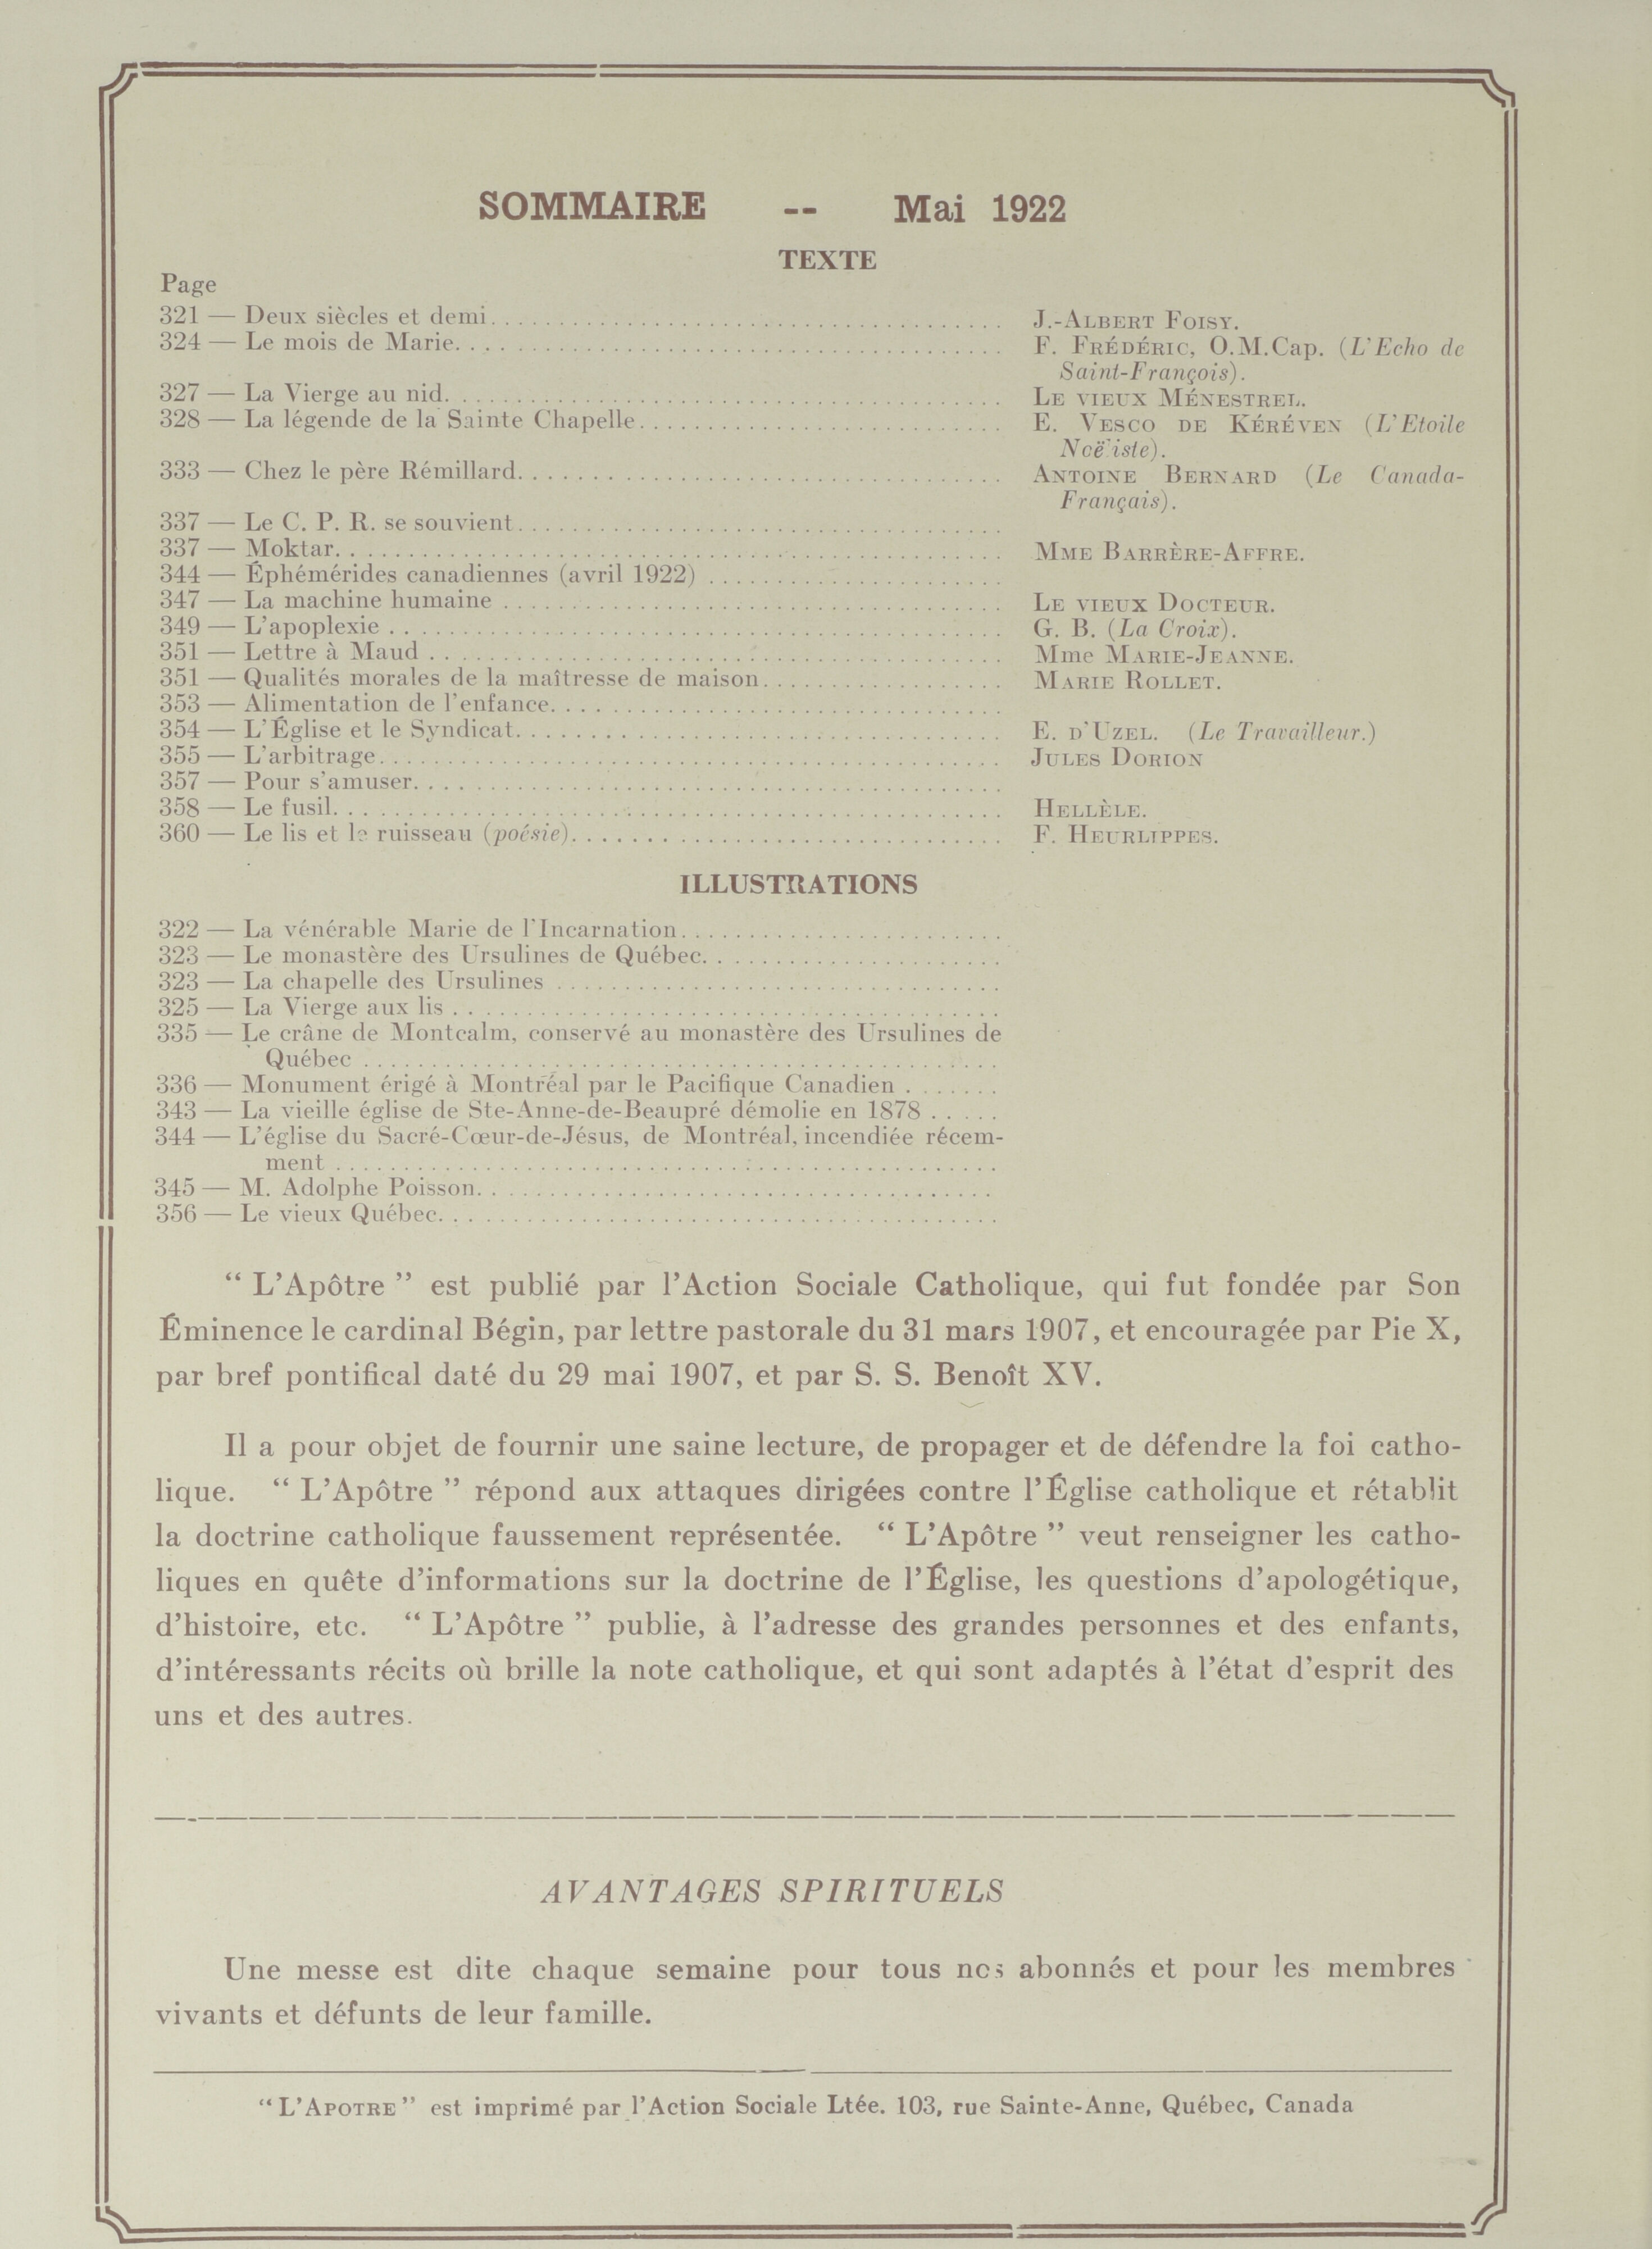 SOMMAIRE -- Mai 1922
TEXTE
Page
321 — Deux siècles et demi. J.-ALBERT FOISY.
324 — Le mois de Marie. F. FRÉDÉRIC, O.M.Cap. (L'Echo de
Saint-François).
327 — La Vierge au nid. LE VIEUX MÉNESTREL.
328 — La légende de la Sainte Chapelle. E. VESCO DE KÉRÉVEN (L'Etoile
Noëliste).
333 — Chez le père Rémillard. ANTOINE BERNARD (Le Canada-
Français).
337 — Le C. P. R. se souvient.
337 — Moktar. MME BARRÈRE-AFFRE.
344 — Éphémérides canadiennes (avril 1922)
347 — La machine humaine LE VIEUX DOCTEUR.
349 — L'apoplexie G. B. (La Croix).
351 — Lettre à Maud Mme MARIE-JEANNE.
351 — Qualités morales de la maîtresse de maison. MARIE ROLLET.
353 — Alimentation de l'enfance.
354 — L'Église et le Syndicat. E. D'UZEL. (Le Travailleur.)
355 — L'arbitrage. JULES DORION
357 — Pour s'amuser.
358 — Le fusil. HELLÈLE.
360 — Le lis et le ruisseau (poésie). F. HEURLIPPES.
ILLUSTRATIONS
322 — La vénérable Marie de l'Incarnation.
323 — Le monastère des Ursulines de Québec.
323 — La chapelle des Ursulines
325 — La Vierge aux lis
335 — Le crâne de Montcalm, conservé au monastère des Ursulines de
Québec
336 — Monument érigé à Montréal par le Pacifique Canadien
343 — La vieille église de Ste-Anne-de-Beaupré démolie en 1878
344 — L'église du Sacré-Cœur-de-Jésus, de Montréal, incendiée récem-
ment
345 — M. Adolphe Poisson.
356 — Le vieux Québec.
“ L'Apôtre ” est publié par l'Action Sociale Catholique, qui fut fondée par Son
Éminence le cardinal Bégin, par lettre pastorale du 31 mars 1907, et encouragée par Pie X,
par bref pontifical daté du 29 mai 1907, et par S. S. Benoît XV.
Il a pour objet de fournir une saine lecture, de propager et de défendre la foi catho-
lique. “ L'Apôtre ” répond aux attaques dirigées contre l'Église catholique et rétablit
la doctrine catholique faussement représentée. “ L'Apôtre ” veut renseigner les catho-
liques en quête d'informations sur la doctrine de l'Église, les questions d'apologétique,
d'histoire, etc. “ L'Apôtre ” publie, à l'adresse des grandes personnes et des enfants,
d'intéressants récits où brille la note catholique, et qui sont adaptés à l'état d'esprit des
uns et des autres.
AVANTAGES SPIRITUELS
Une messe est dite chaque semaine pour tous nos abonnés et pour les membres
vivants et défunts de leur famille.
“ L'APOTRE ” est imprimé par l'Action Sociale Ltée. 103, rue Sainte-Anne, Québec, Canada